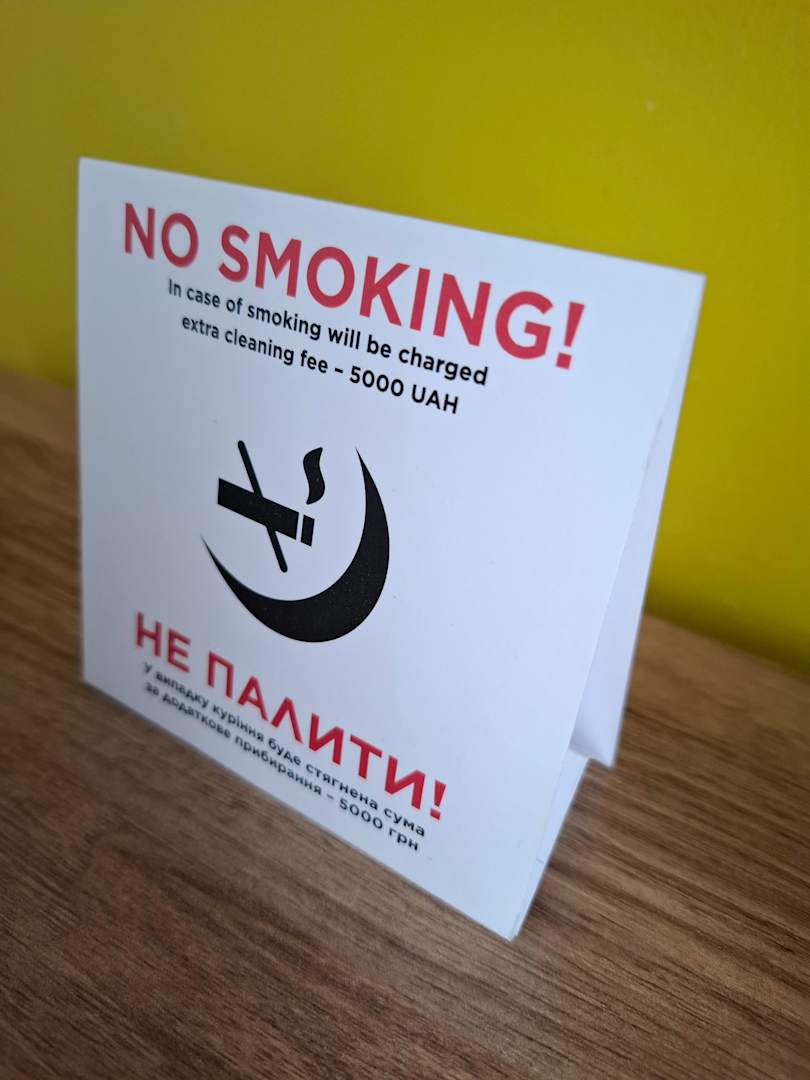 NO SMOKING!
In case of smoking will be charged
extra cleaning fee – 5000 UAH
НЕ ПАЛИТИ!
У випадку куріння буде стягнена сума
за додаткове прибирання – 5000 грн